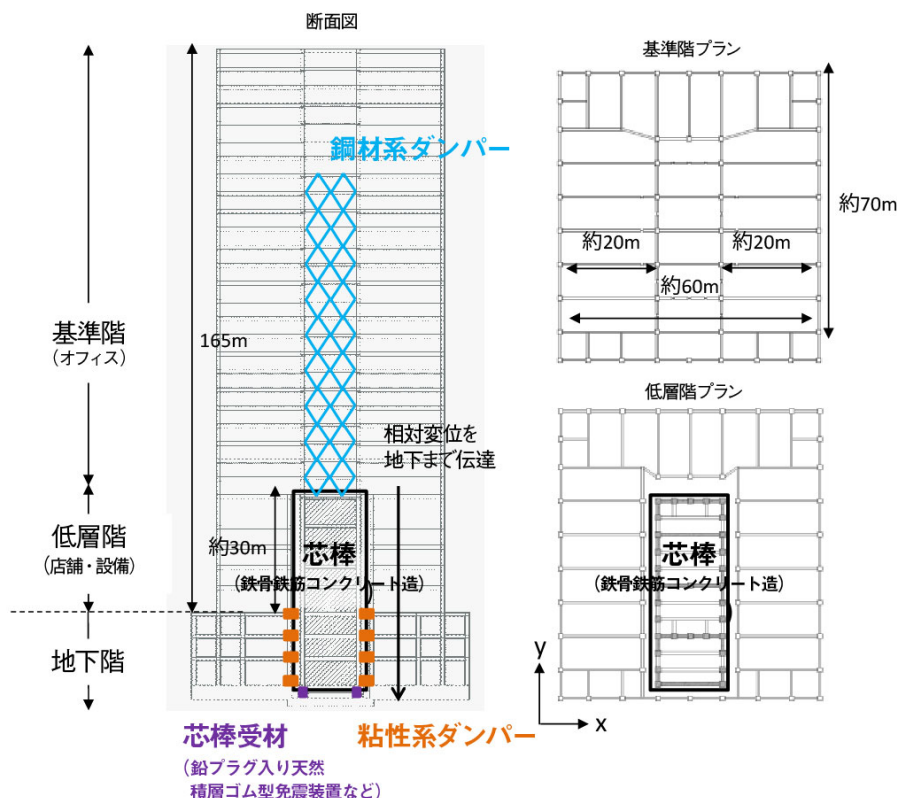 断面図
鋼材系ダンパー
基準階
(オフィス)
165m
相対変位を
地下まで伝達
低層階
(店舗・設備)
約30m
芯棒
(鉄骨鉄筋コンクリート造)
地下階
芯棒受材
(鉛プラグ入り天然
積層ゴム型免震装置など)
粘性系ダンパー
基準階プラン
約70m
約20m
約20m
約60m
低層階プラン
芯棒
(鉄骨鉄筋コンクリート造)
y
x